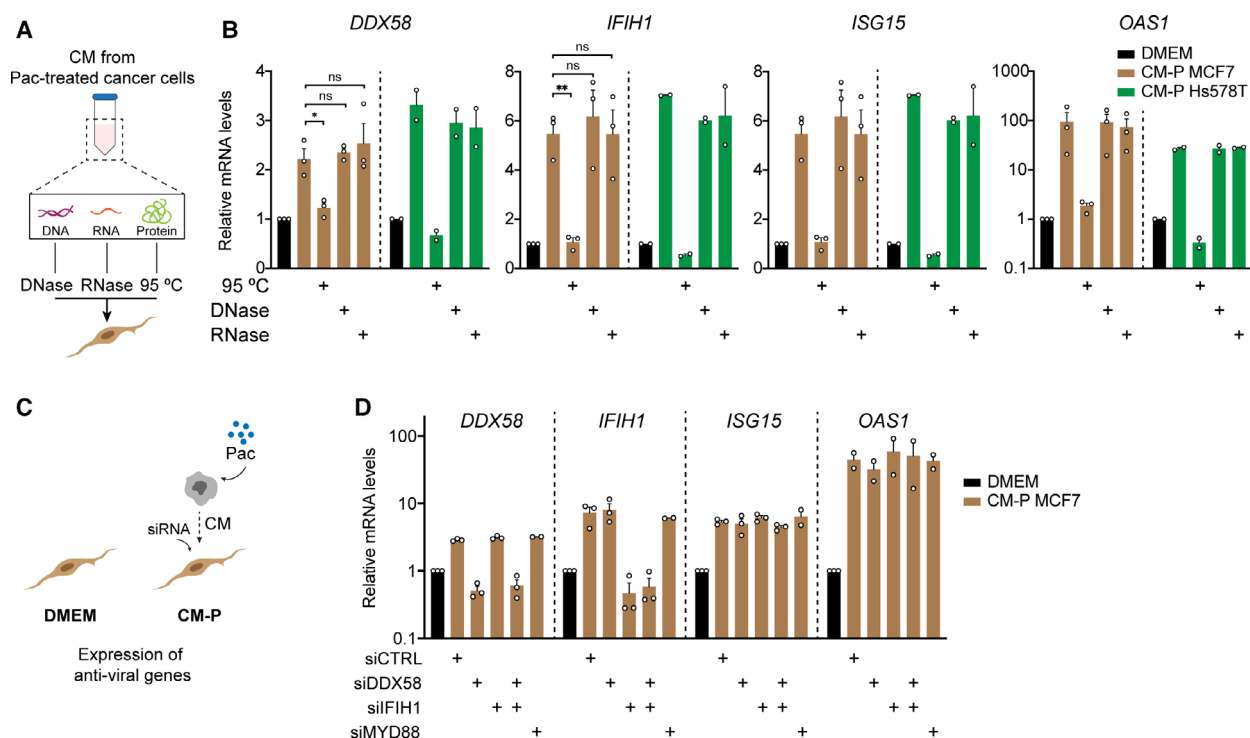 A
CM from
Pac-treated cancer cells
DNA RNA Protein
DNase RNase 95 ºC
B
DDX58 IFIH1 ISG15 OAS1
DMEM
CM-P MCF7
CM-P Hs578T
Relative mRNA levels
4
3
2
1
0
ns
ns
*
8
6
4
2
0
ns
ns
**
8
6
4
2
0
1000
100
10
1
0.1
95 ºC + + + + + + + +
DNase + + + + + + + +
RNase + + + + + + + +
C
Pac
siRNA CM
DMEM CM-P
Expression of
anti-viral genes
D
DDX58 IFIH1 ISG15 OAS1
DMEM
CM-P MCF7
Relative mRNA levels
100
10
1
0.1
siCTRL + + + +
siDDX58 + + + + + + + +
siIFIH1 + + + + + + + +
siMYD88 + + + +